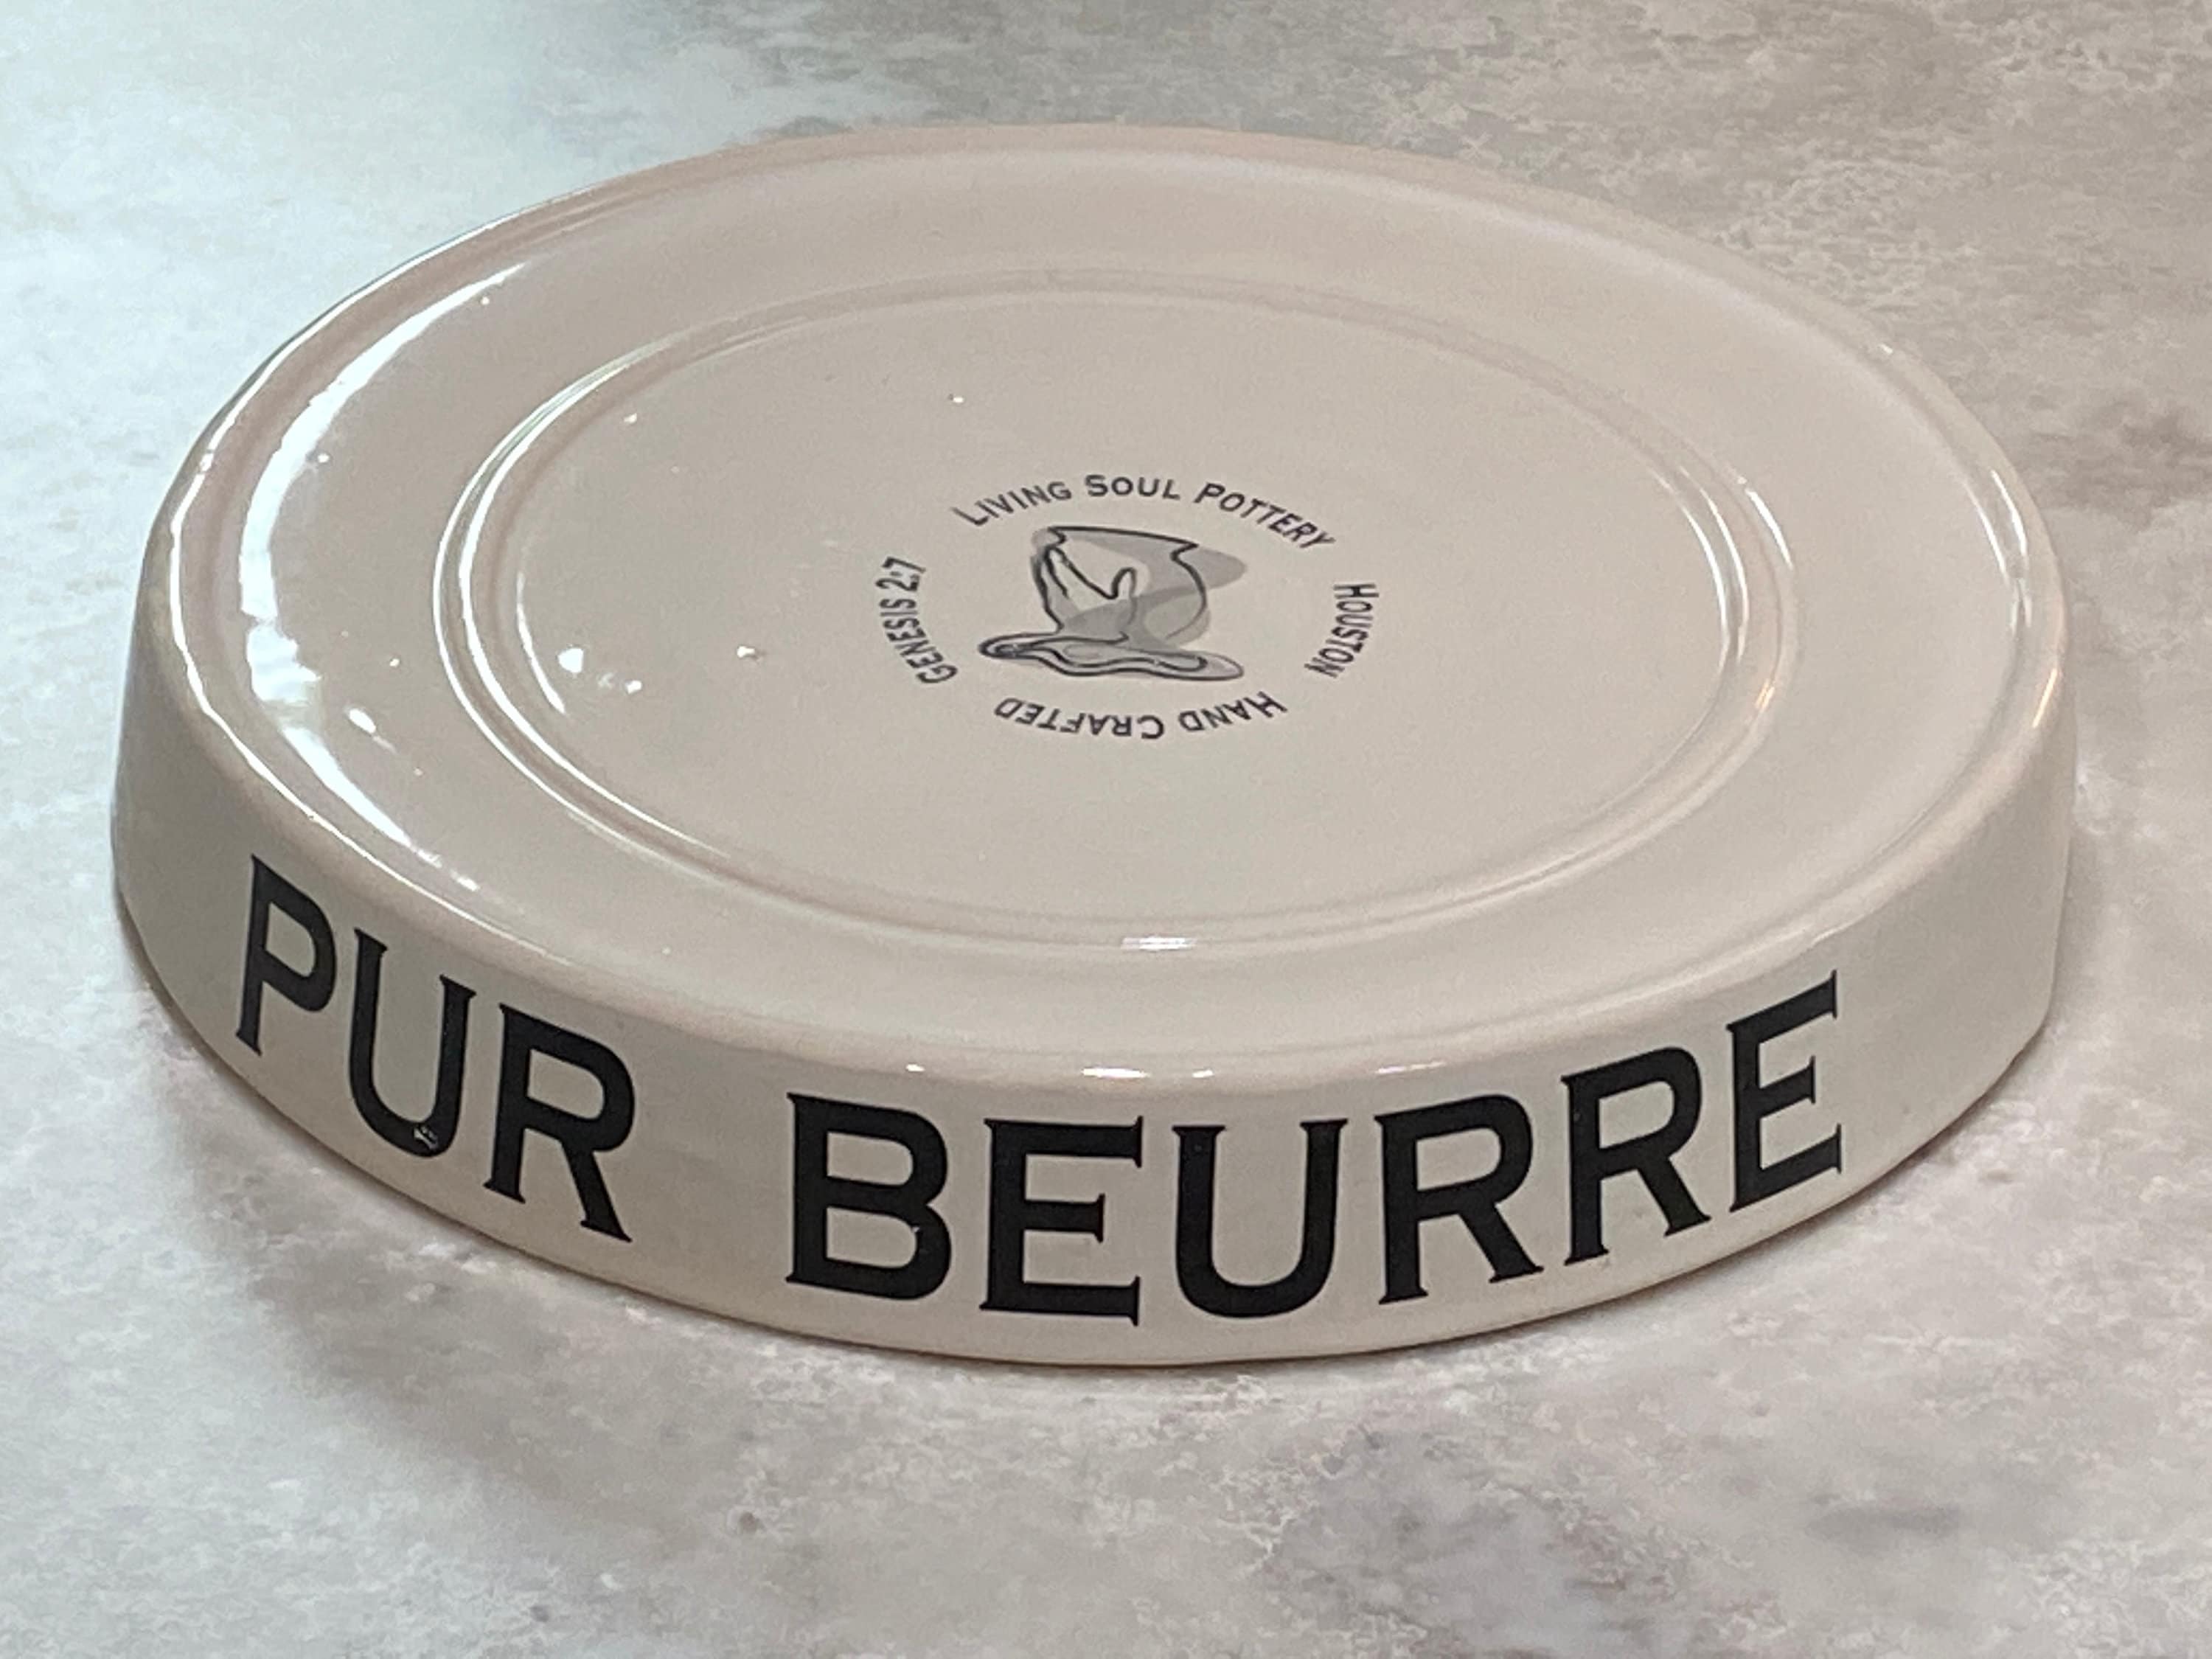 LIVING SOUL POTTERY
HOUSTON
HAND CRAFTED
GENESIS 2:7
PUR BEURRE